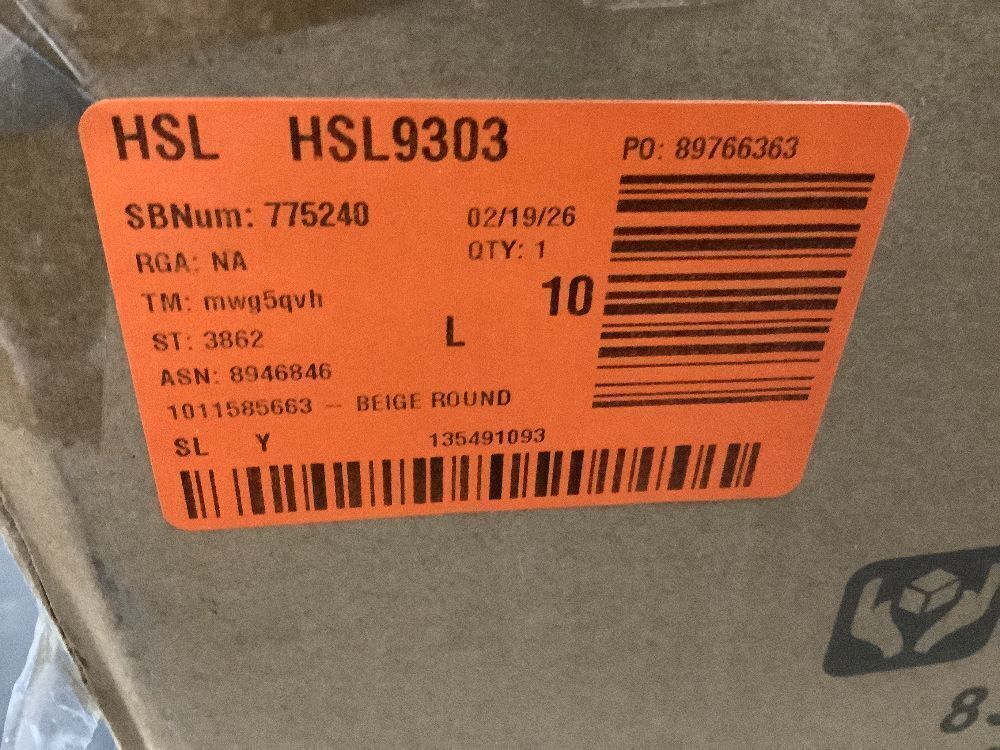 HSL HSL9303
PO: 89766363
SBNum: 775240 02/19/26
RGA: NA QTY: 1
TM: mwg5qvh 10
ST: 3862 L
ASN: 8946846
1011585663 - BEIGE ROUND
SL Y 135491093
8-